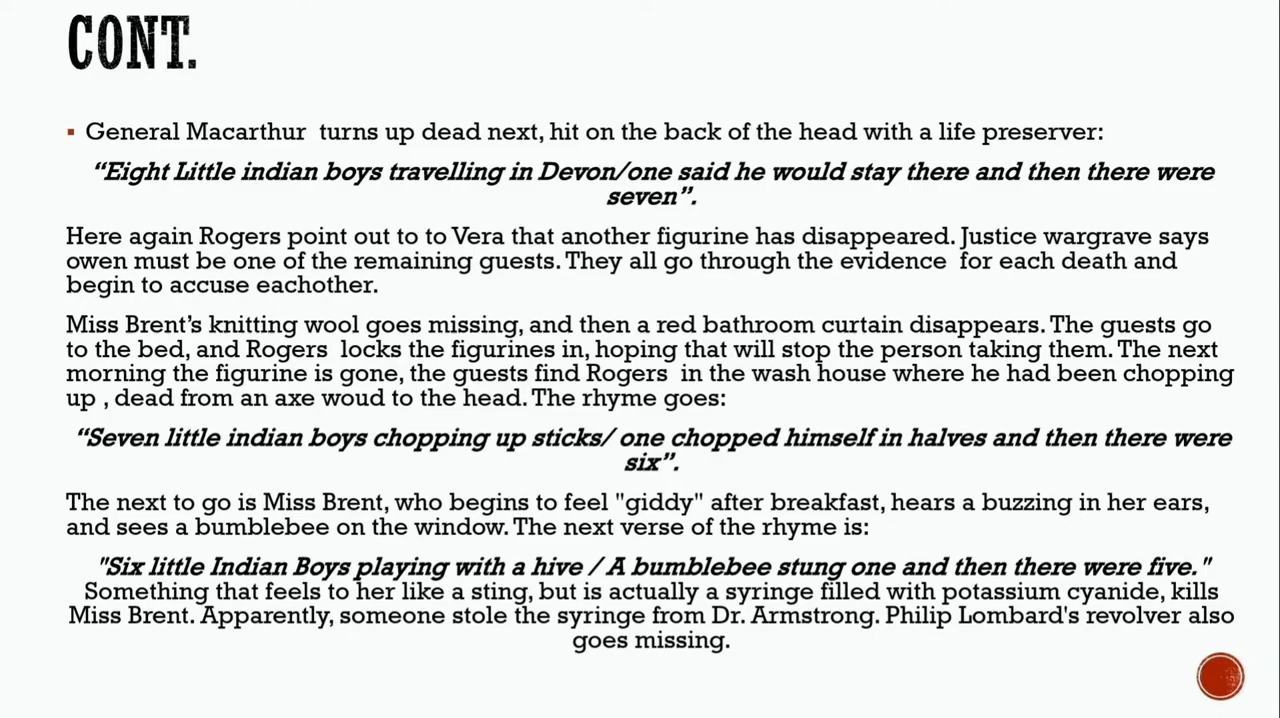 CONT.
General Macarthur turns up dead next, hit on the back of the head with a life preserver:
“Eight Little indian boys travelling in Devon/one said he would stay there and then there were
seven”.
Here again Rogers point out to to Vera that another figurine has disappeared. Justice wargrave says
owen must be one of the remaining guests. They all go through the evidence for each death and
begin to accuse eachother.
Miss Brent’s knitting wool goes missing, and then a red bathroom curtain disappears. The guests go
to the bed, and Rogers locks the figurines in, hoping that will stop the person taking them. The next
morning the figurine is gone, the guests find Rogers in the wash house where he had been chopping
up , dead from an axe woud to the head. The rhyme goes:
“Seven little indian boys chopping up sticks/ one chopped himself in halves and then there were
six”.
The next to go is Miss Brent, who begins to feel "giddy" after breakfast, hears a buzzing in her ears,
and sees a bumblebee on the window. The next verse of the rhyme is:
"Six little Indian Boys playing with a hive / A bumblebee stung one and then there were five."
Something that feels to her like a sting, but is actually a syringe filled with potassium cyanide, kills
Miss Brent. Apparently, someone stole the syringe from Dr. Armstrong. Philip Lombard's revolver also
goes missing.